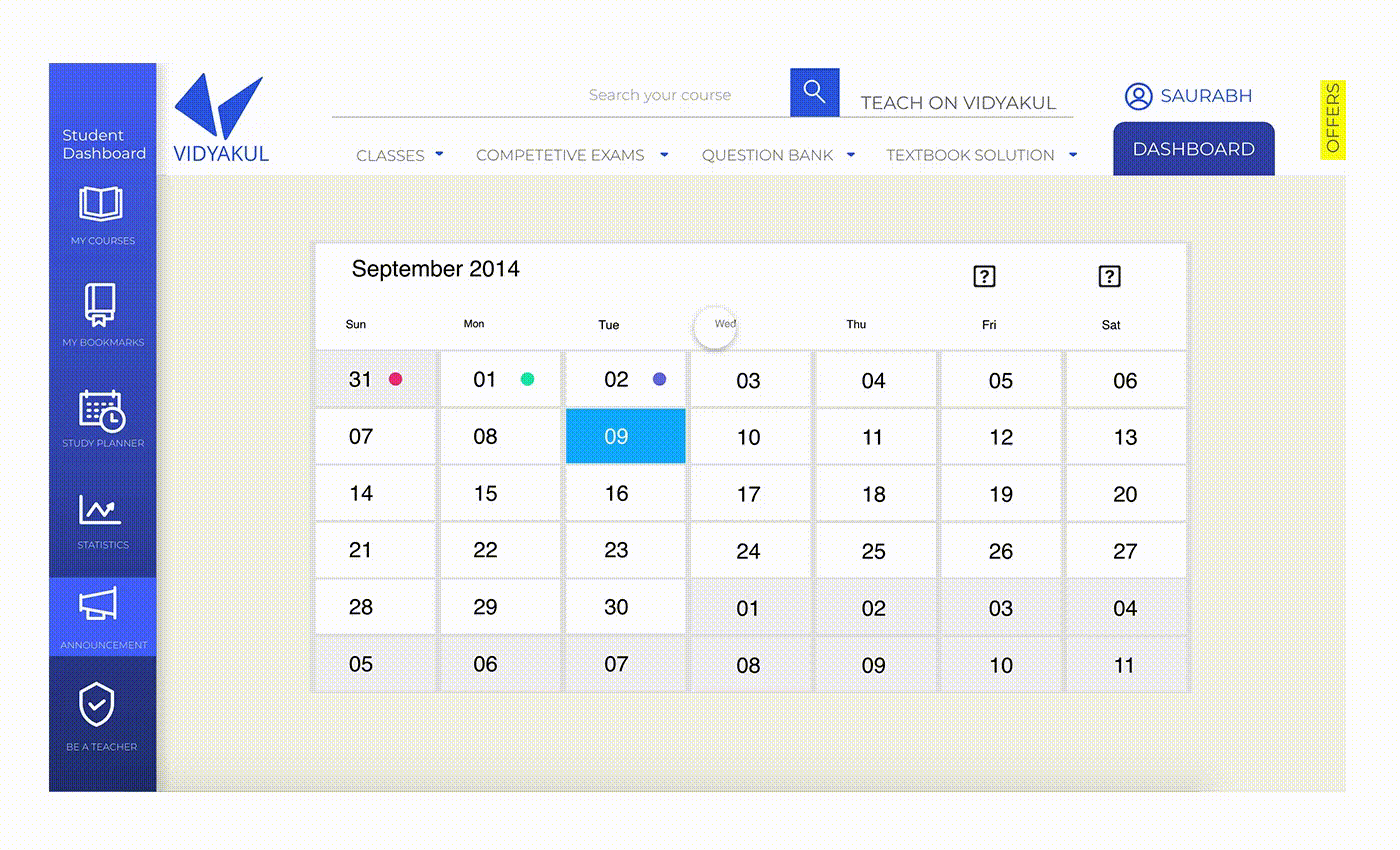 Student
Dashboard
MY COURSES
MY BOOKMARKS
STUDY PLANNER
STATISTICS
ANNOUNCEMENT
BE A TEACHER
VIDYAKUL
Search your course
TEACH ON VIDYAKUL
SAURABH
OFFERS
CLASSES COMPETETIVE EXAMS QUESTION BANK TEXTBOOK SOLUTION DASHBOARD
September 2014 ? ?
Sun Mon Tue Wed Thu Fri Sat
31 01 02 03 04 05 06
07 08 09 10 11 12 13
14 15 16 17 18 19 20
21 22 23 24 25 26 27
28 29 30 01 02 03 04
05 06 07 08 09 10 11